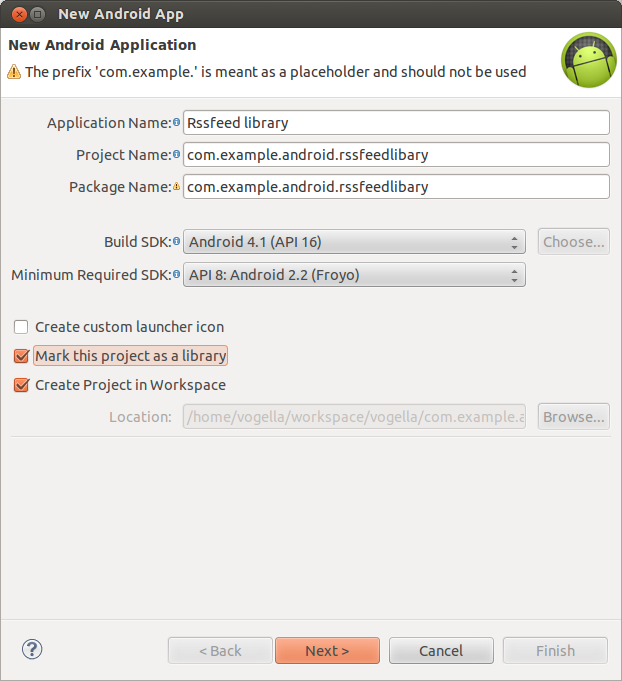 New Android App
New Android Application
The prefix 'com.example.' is meant as a placeholder and should not be used
Application Name: Rssfeed library
Project Name: com.example.android.rssfeedlibary
Package Name: com.example.android.rssfeedlibary
Build SDK: Android 4.1 (API 16) Choose...
Minimum Required SDK: API 8: Android 2.2 (Froyo)
Create custom launcher icon
Mark this project as a library
Create Project in Workspace
Location: /home/vogella/workspace/vogella/com.example.a Browse...
? < Back Next > Cancel Finish